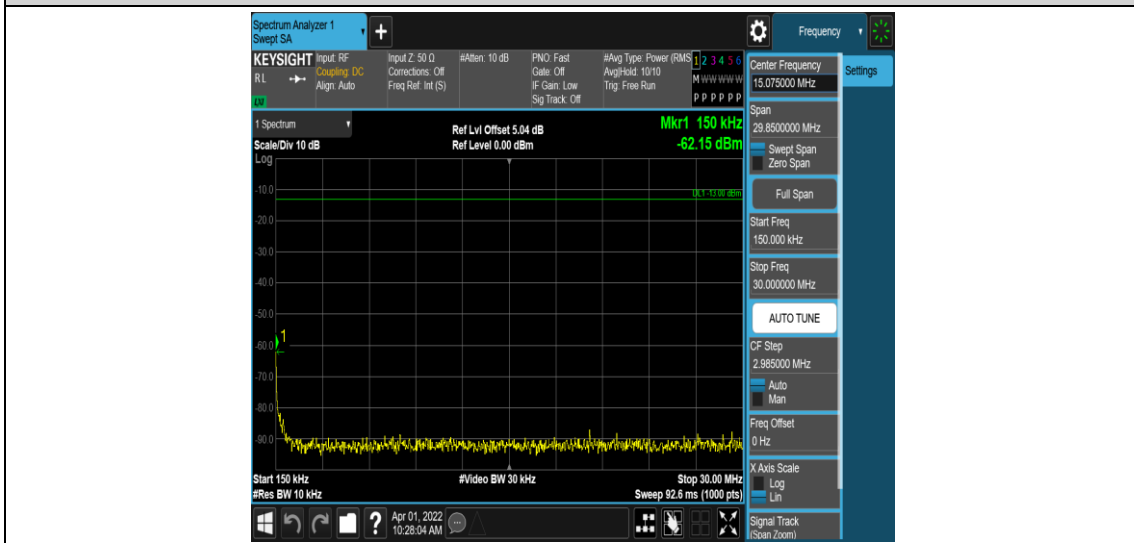 Spectrum Analyzer 1
Swept SA
+
Frequency
KEYSIGHT
RL
LXI
Input: RF
Coupling: DC
Align: Auto
Input Z: 50 Ω
Corrections: Off
Freq Ref: Int (S)
#Atten: 10 dB
PNO: Fast
Gate: Off
IF Gain: Low
Sig Track: Off
#Avg Type: Power (RMS
Avg|Hold: 10/10
Trig: Free Run
1 2 3 4 5 6
M W W W W W
P P P P P P
1 Spectrum
Scale/Div 10 dB
Log
Ref Lvl Offset 5.04 dB
Ref Level 0.00 dBm
Mkr1 150 kHz
-62.15 dBm
DL1 -13.00 dBm
-10.0
-20.0
-30.0
-40.0
-50.0
1
-60.0
-70.0
-80.0
-90.0
Start 150 kHz
#Res BW 10 kHz
#Video BW 30 kHz
Stop 30.00 MHz
Sweep 92.6 ms (1000 pts)
?
Apr 01, 2022
10:28:04 AM
Center Frequency
15.075000 MHz
Settings
Span
29.8500000 MHz
Swept Span
Zero Span
Full Span
Start Freq
150.000 kHz
Stop Freq
30.000000 MHz
AUTO TUNE
CF Step
2.985000 MHz
Auto
Man
Freq Offset
0 Hz
X Axis Scale
Log
Lin
Signal Track
(Span Zoom)